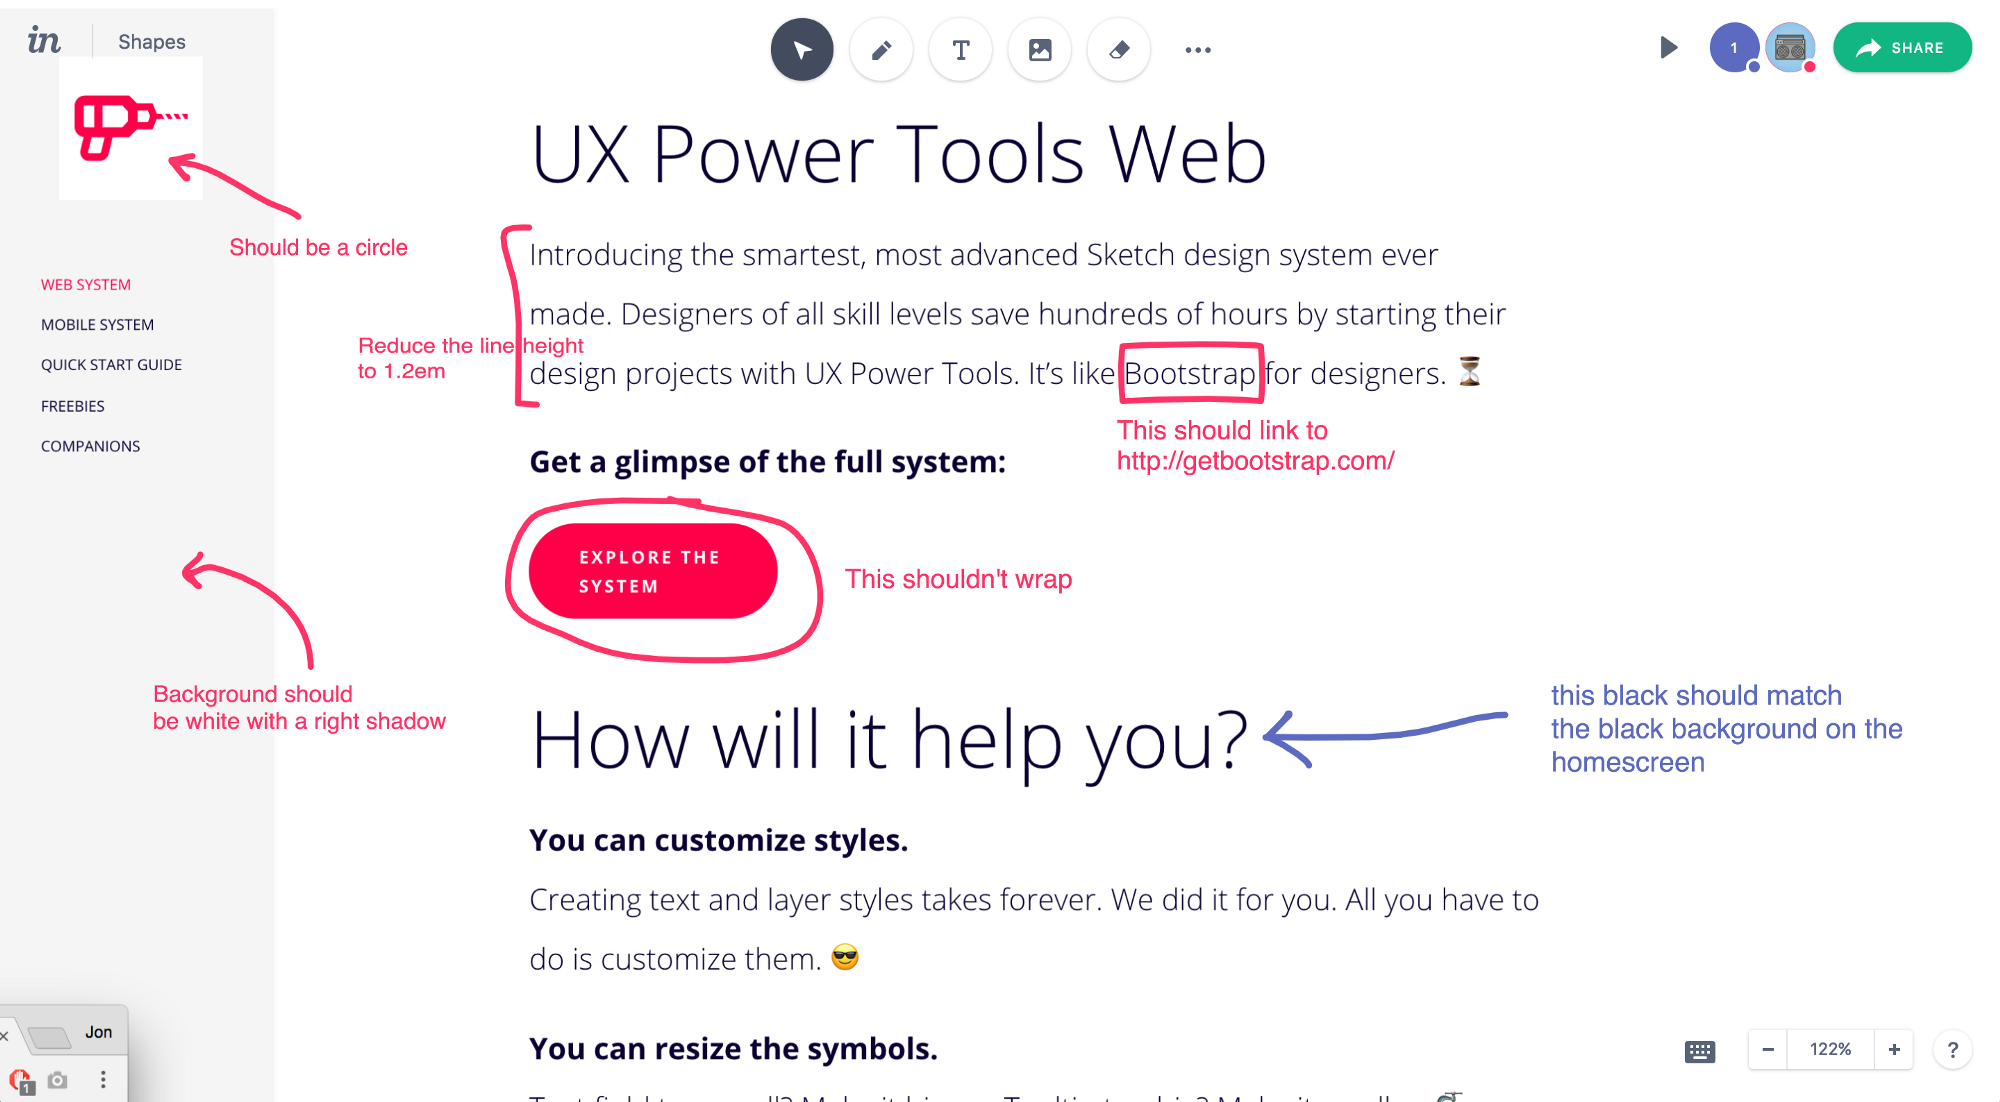 in
Shapes
1
SHARE
UX Power Tools Web
Should be a circle
Introducing the smartest, most advanced Sketch design system ever
made. Designers of all skill levels save hundreds of hours by starting their
design projects with UX Power Tools. It’s like Bootstrap for designers. ⏳
Reduce the line height
to 1.2em
This should link to
http://getbootstrap.com/
WEB SYSTEM
MOBILE SYSTEM
QUICK START GUIDE
FREEBIES
COMPANIONS
Get a glimpse of the full system:
EXPLORE THE
SYSTEM
This shouldn't wrap
Background should
be white with a right shadow
How will it help you?
this black should match
the black background on the
homescreen
You can customize styles.
Creating text and layer styles takes forever. We did it for you. All you have to
do is customize them. 😎
You can resize the symbols.
Jon
1
122%
?